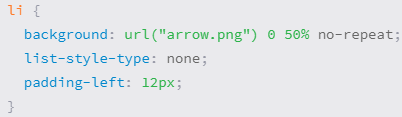 li {
  background: url("arrow.png") 0 50% no-repeat;
  list-style-type: none;
  padding-left: 12px;
}